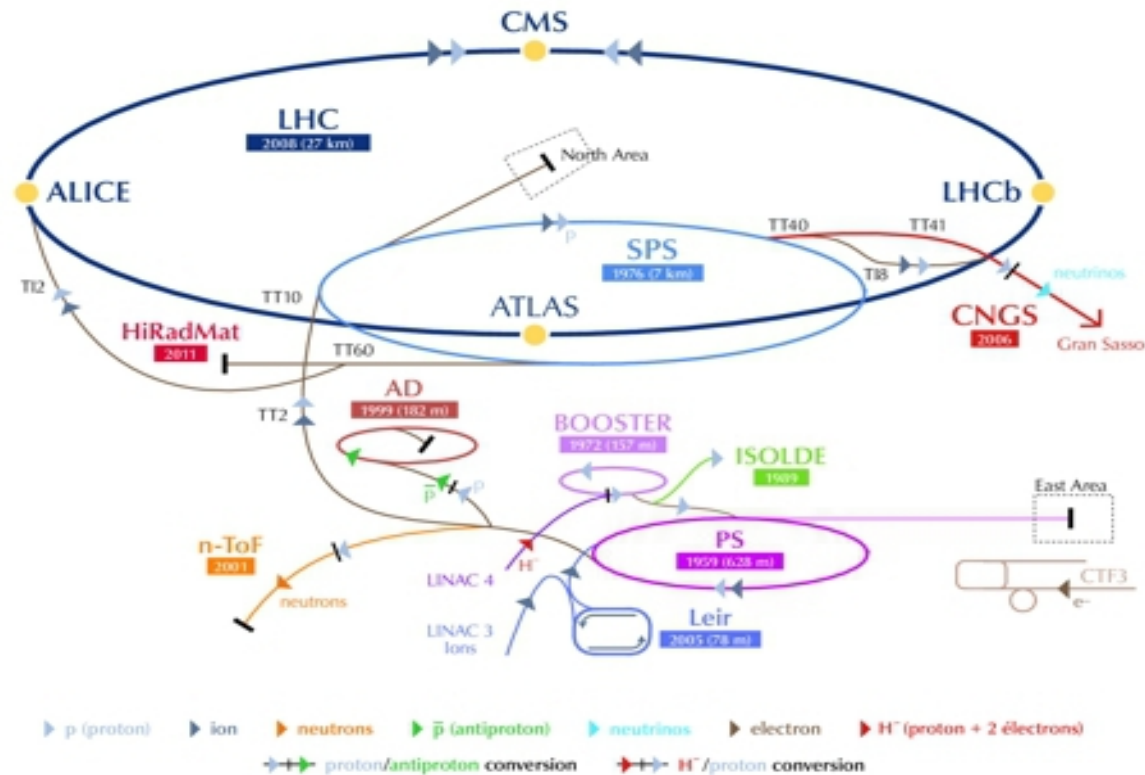 CMS
LHC
2008 (27 km)
North Area
ALICE
LHCb
TT40
TT41
SPS
1976 (7 km)
p
TI8
neutrinos
TI2
TT10
ATLAS
CNGS
2006
Gran Sasso
HiRadMat
2011
TT60
AD
1999 (182 m)
TT2
BOOSTER
1972 (157 m)
ISOLDE
1989
East Area
p̄
p
n-ToF
2001
PS
1959 (628 m)
H⁻
LINAC 4
neutrons
CTF3
e-
LINAC 3
Ions
Leir
2005 (78 m)
p (proton)
ion
neutrons
p̄ (antiproton)
neutrinos
electron
H⁻ (proton + 2 électrons)
proton/antiproton conversion
H⁻/proton conversion